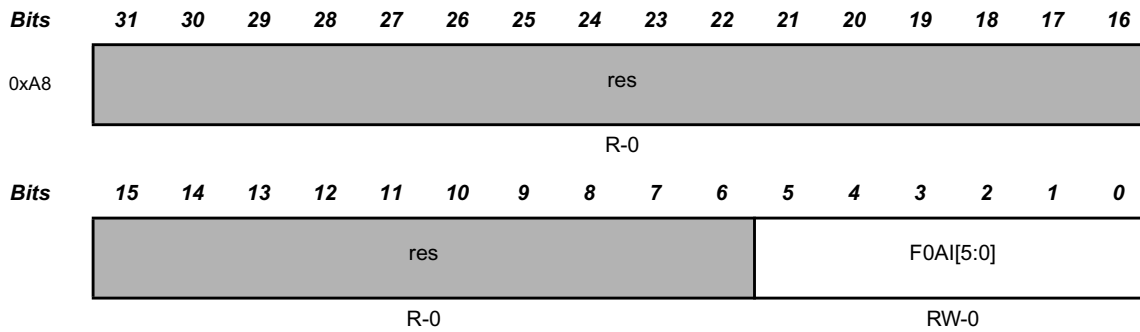 Bits 31 30 29 28 27 26 25 24 23 22 21 20 19 18 17 16
0xA8 res
R-0
Bits 15 14 13 12 11 10 9 8 7 6 5 4 3 2 1 0
res F0AI[5:0]
R-0 RW-0